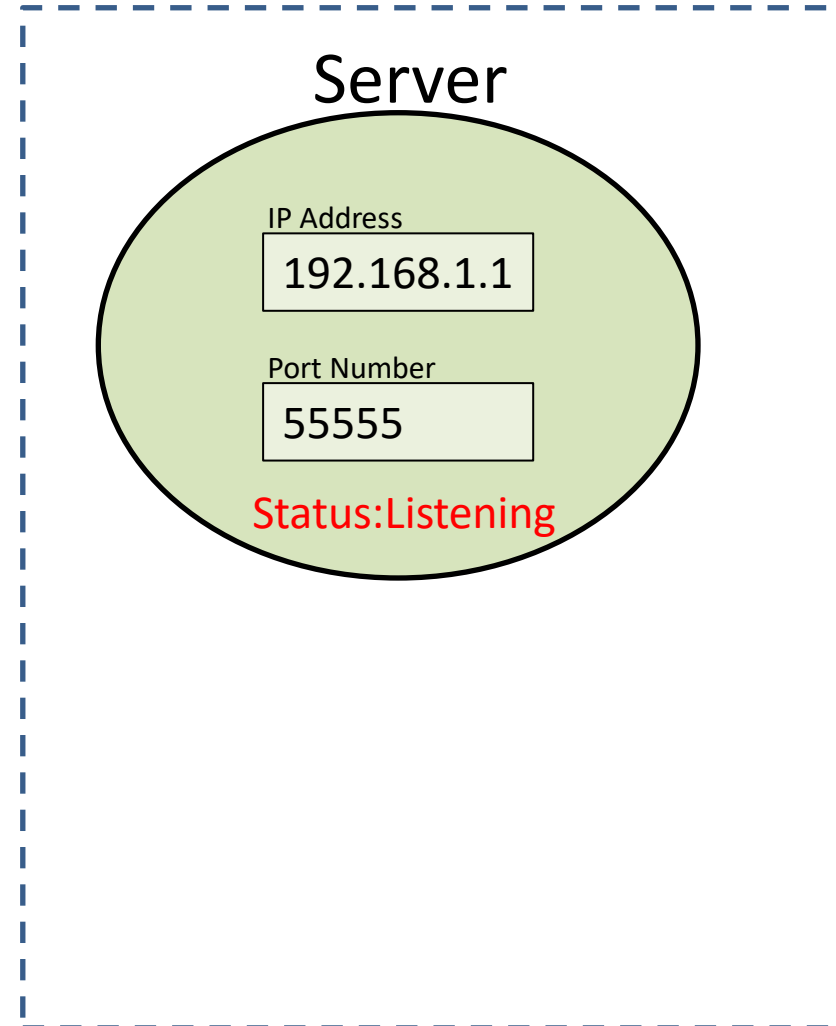 Server
IP Address
192.168.1.1
Port Number
55555
Status:Listening